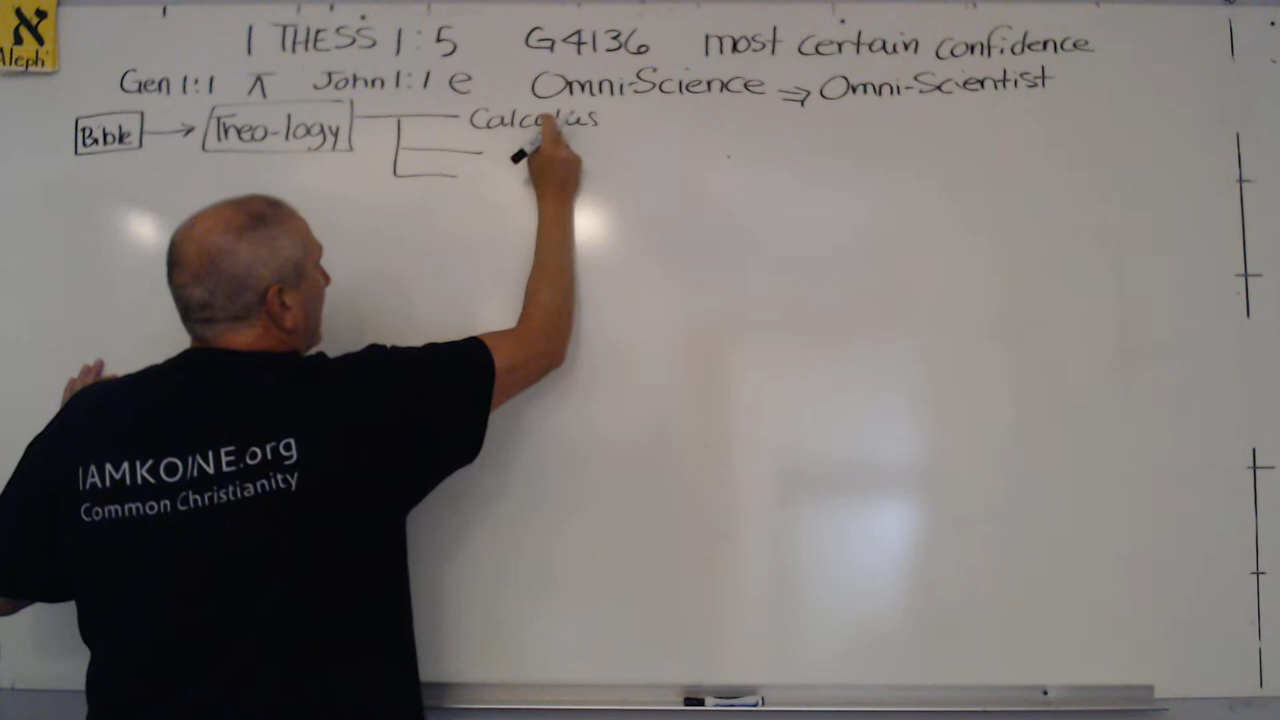 א
Aleph
1 THESS 1:5 G4136 most certain confidence
Gen 1:1 π John 1:1 e Omni-Science ⇒ Omni-Scientist
Bible → Theo-logy Calculus
IAMKOINE.org
Common Christianity